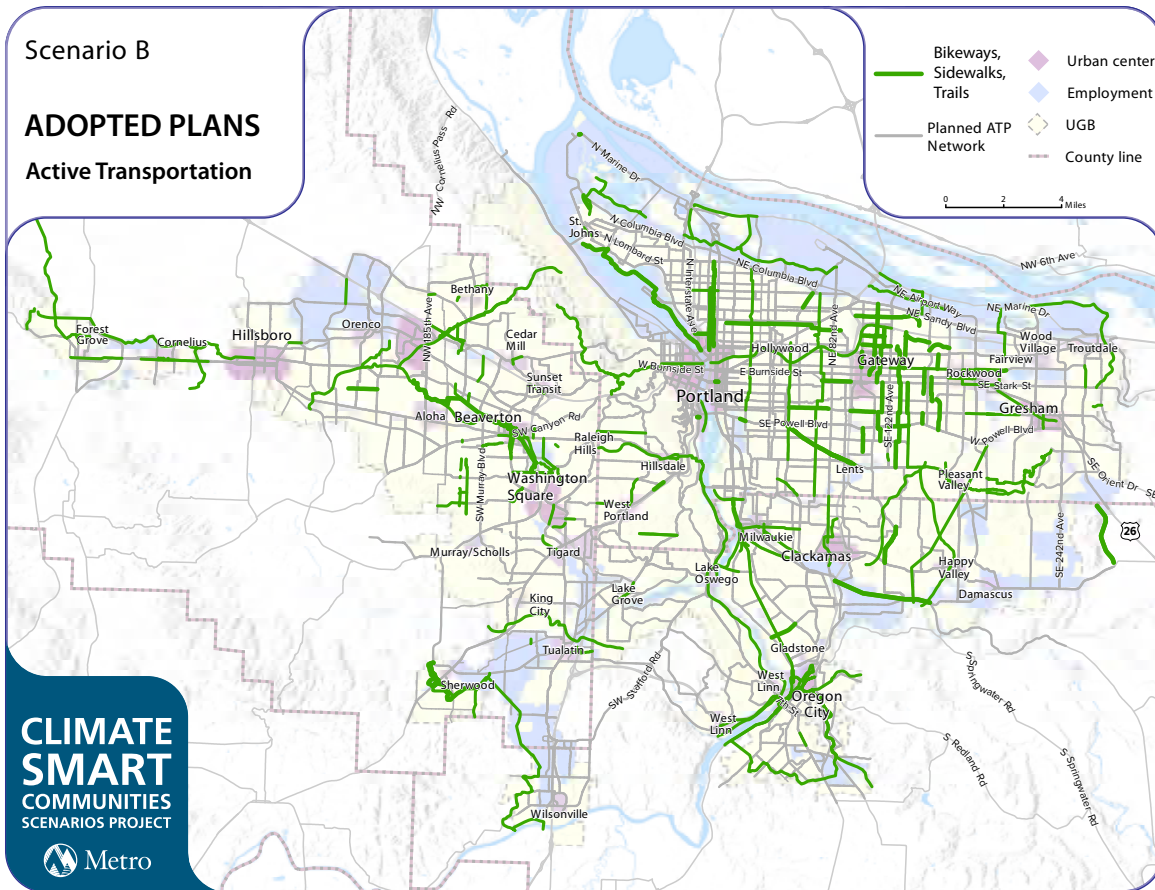 Scenario B
ADOPTED PLANS
Active Transportation
Bikeways,
Sidewalks,
Trails
Planned ATP
Network
Urban center
Employment
UGB
County line
0 2 4 Miles
NW Cornelius Pass Rd
N Marine Dr
St.
Johns
N Columbia Blvd
N Lombard St
N Interstate Ave
NE Columbia Blvd
NW 6th Ave
NE Airport Way
NE Marine Dr
NE Sandy Blvd
Bethany
NW 185th Ave
Orenco
Hillsboro
Forest
Grove
Cornelius
Cedar
Mill
Sunset
Transit
W Burnside St
Hollywood
E Burnside St
NE 82nd Ave
Gateway
Wood
Village
Troutdale
Fairview
Rockwood
SE Stark St
Portland
Gresham
Aloha
Beaverton
SW Canyon Rd
Raleigh
Hills
SE Powell Blvd
SE 122nd Ave
W Powell Blvd
Hillsdale
Lents
Pleasant
Valley
SE Orient Dr
SE
SW Murray Blvd
Washington
Square
West
Portland
26
Milwaukie
Clackamas
SE 242nd Ave
Murray/Scholls
Tigard
Lake
Oswego
Happy
Valley
Damascus
Lake
Grove
King
City
Tualatin
Gladstone
Sherwood
SW Stafford Rd
West
Linn
Oregon
City
7th St
West
Linn
S Springwater Rd
S Redland Rd
S Springwater Rd
Wilsonville
CLIMATE
SMART
COMMUNITIES
SCENARIOS PROJECT
Metro